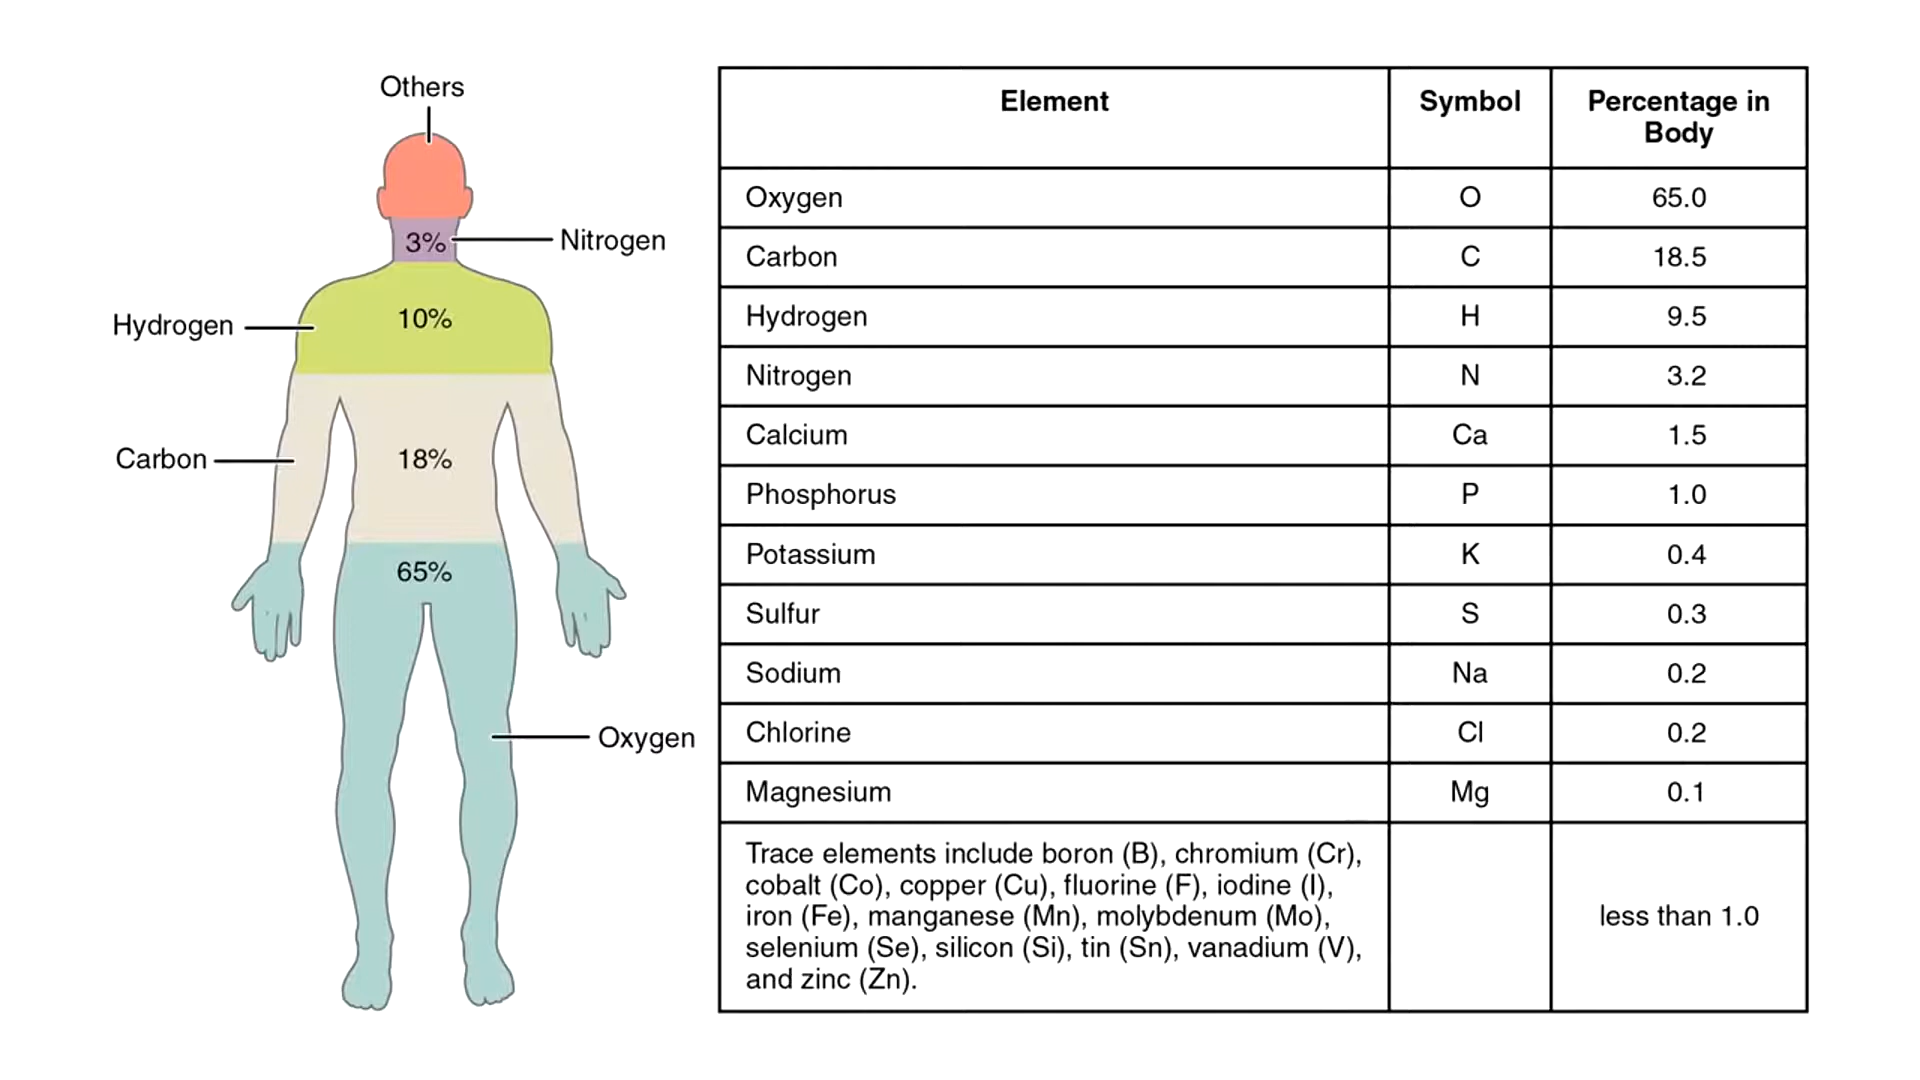 Others
3%
Nitrogen
Hydrogen
10%
Carbon
18%
65%
Oxygen
Element Symbol Percentage in
Body
Oxygen O 65.0
Carbon C 18.5
Hydrogen H 9.5
Nitrogen N 3.2
Calcium Ca 1.5
Phosphorus P 1.0
Potassium K 0.4
Sulfur S 0.3
Sodium Na 0.2
Chlorine Cl 0.2
Magnesium Mg 0.1
Trace elements include boron (B), chromium (Cr),
cobalt (Co), copper (Cu), fluorine (F), iodine (I),
iron (Fe), manganese (Mn), molybdenum (Mo),
selenium (Se), silicon (Si), tin (Sn), vanadium (V),
and zinc (Zn).
less than 1.0